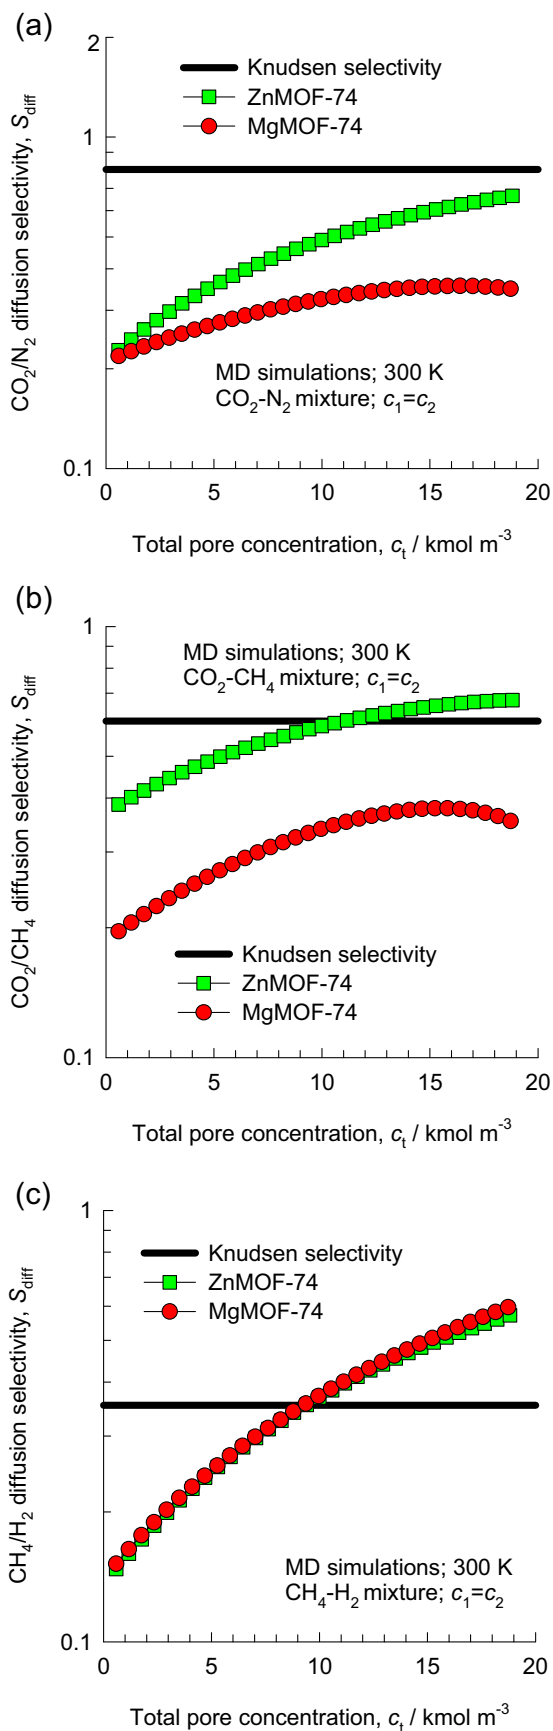 (a)
2
Knudsen selectivity
ZnMOF-74
MgMOF-74
1
CO2/N2 diffusion selectivity, Sdiff
MD simulations; 300 K
CO2-N2 mixture; c1=c2
0.1
0 5 10 15 20
Total pore concentration, ct / kmol m-3
(b)
1
MD simulations; 300 K
CO2-CH4 mixture; c1=c2
CO2/CH4 diffusion selectivity, Sdiff
Knudsen selectivity
ZnMOF-74
MgMOF-74
0.1
0 5 10 15 20
Total pore concentration, ct / kmol m-3
(c)
1
Knudsen selectivity
ZnMOF-74
MgMOF-74
CH4/H2 diffusion selectivity, Sdiff
MD simulations; 300 K
CH4-H2 mixture; c1=c2
0.1
0 5 10 15 20
Total pore concentration, ct / kmol m-3